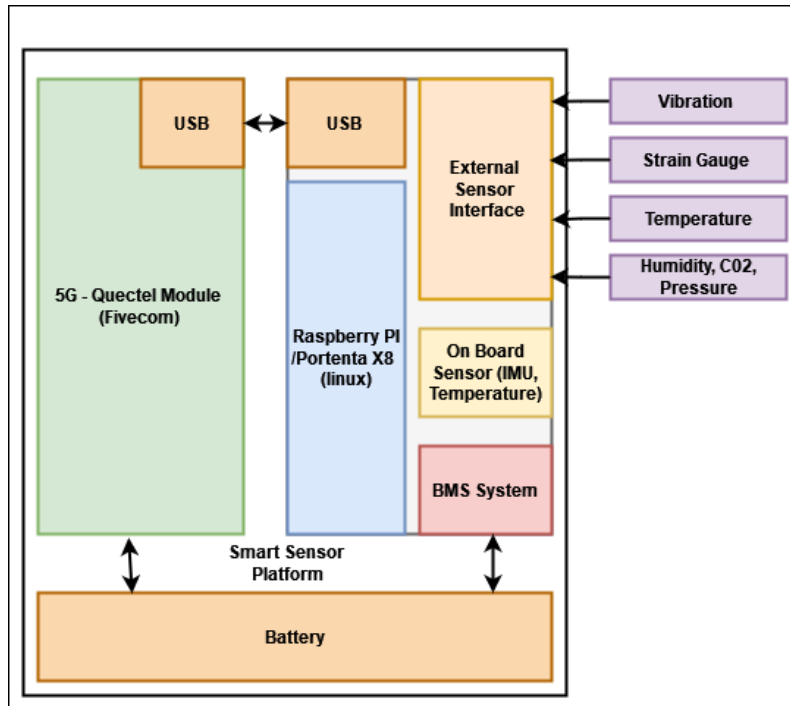 USB
USB
Vibration
External
Sensor
Interface
Strain Gauge
Temperature
Humidity, C02,
Pressure
5G - Quectel Module
(Fivecom)
Raspberry PI
/Portenta X8
(linux)
On Board
Sensor (IMU,
Temperature)
BMS System
Smart Sensor
Platform
Battery